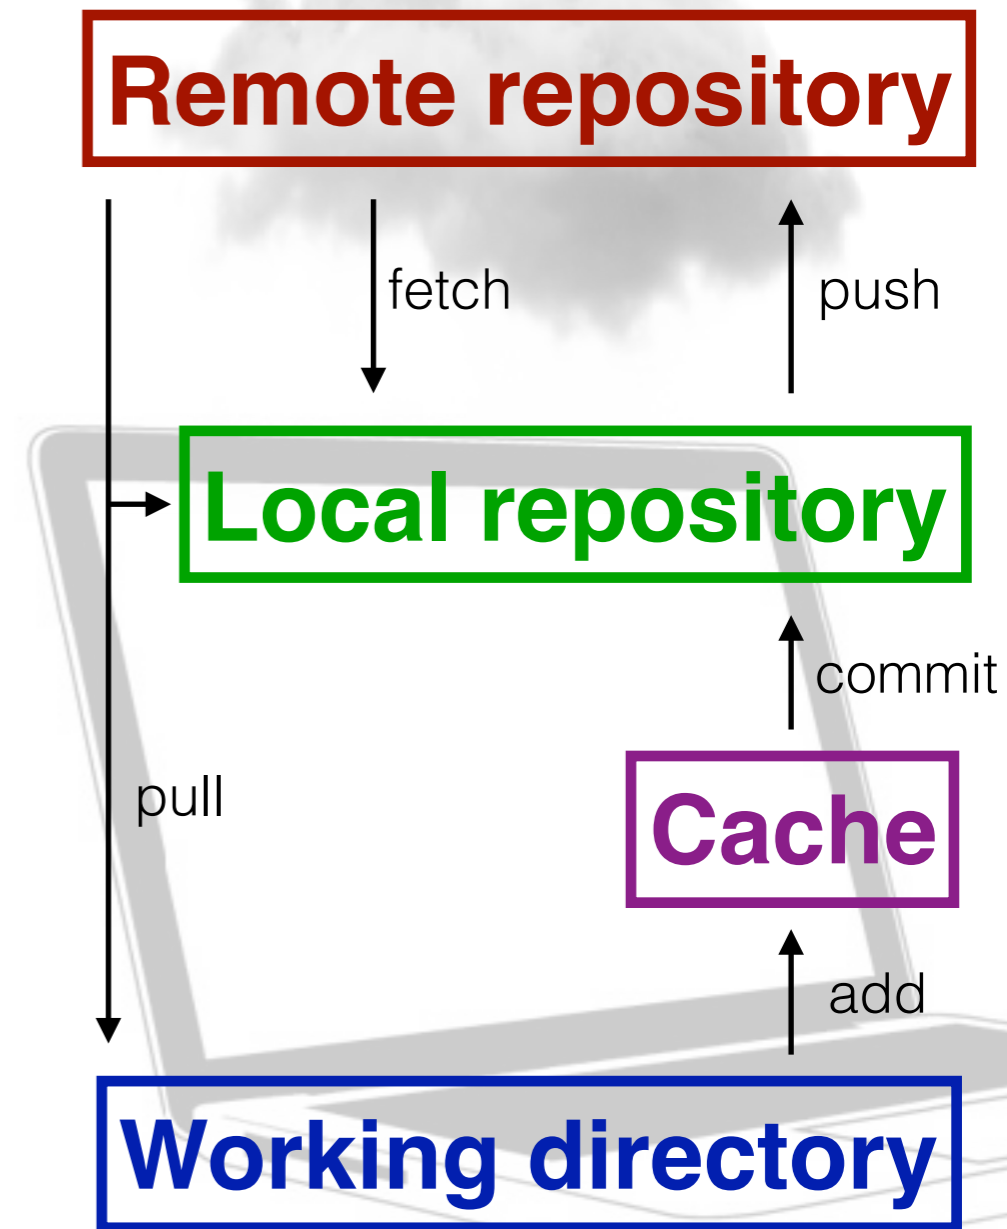 Remote repository
fetch
push
Local repository
commit
pull
Cache
add
Working directory